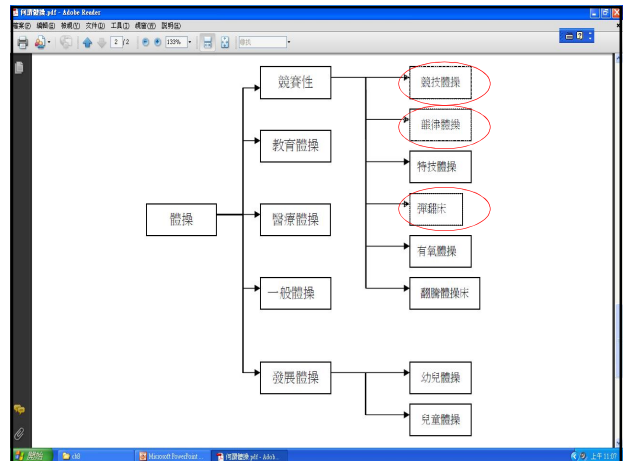 何謂體操.pdf - Adobe Reader
檔案(F) 編輯(E) 檢視(V) 文件(D) 工具(T) 視窗(W) 說明(H)
2 /2 133% 尋找
競賽性 競技體操
韻律體操
教育體操
特技體操
體操 醫療體操 彈翻床
有氧體操
一般體操 翻騰體操床
發展體操 幼兒體操
兒童體操
開始 ch0 Microsoft PowerPoint ... 何謂體操.pdf - Adob... 上午 11:07